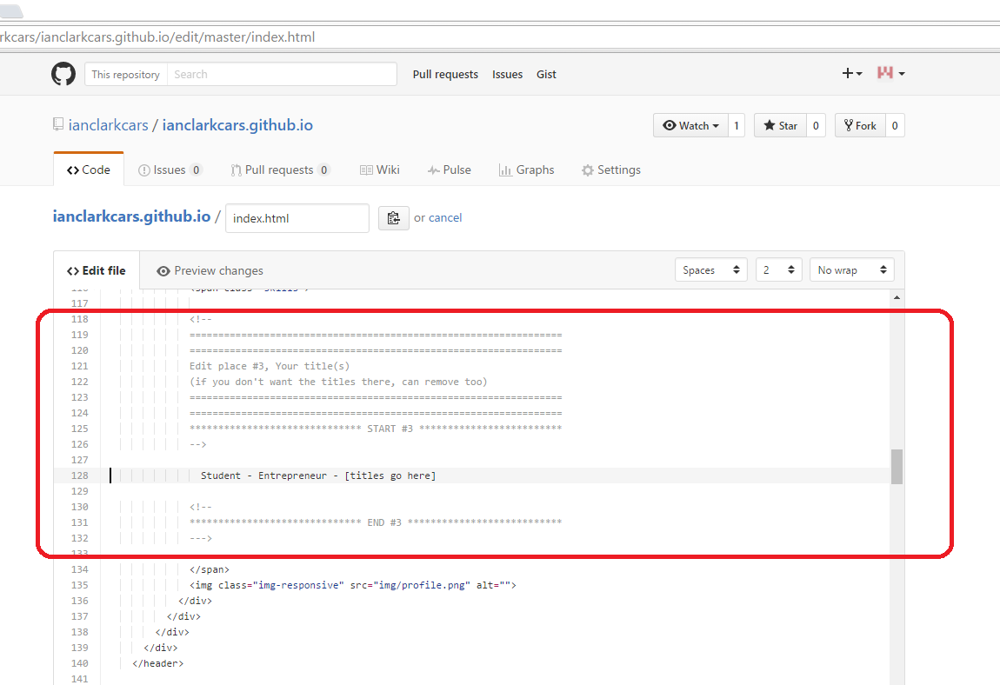 rkcars/ianclarkcars.github.io/edit/master/index.html
This repository Search Pull requests Issues Gist
ianclarkcars / ianclarkcars.github.io Watch 1 Star 0 Fork 0
<> Code Issues 0 Pull requests 0 Wiki Pulse Graphs Settings
ianclarkcars.github.io / index.html or cancel
<> Edit file Preview changes Spaces 2 No wrap
116 <span class="skills">
117
118 <!--
119 =================================================================
120 =================================================================
121 Edit place #3, Your title(s)
122 (if you don't want the titles there, can remove too)
123 =================================================================
124 =================================================================
125 ****************************** START #3 *************************
126 -->
127
128 Student - Entrepreneur - [titles go here]
129
130 <!--
131 ****************************** END #3 ***************************
132 --->
133
134 </span>
135 <img class="img-responsive" src="img/profile.png" alt="">
136 </div>
137 </div>
138 </div>
139 </div>
140 </header>
141